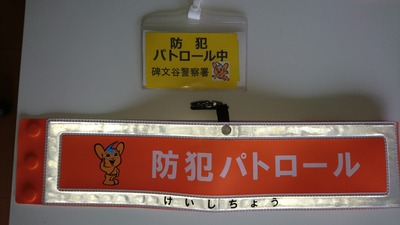 防犯
パトロール中
碑文谷警察署
防犯パトロール
けいしちょう